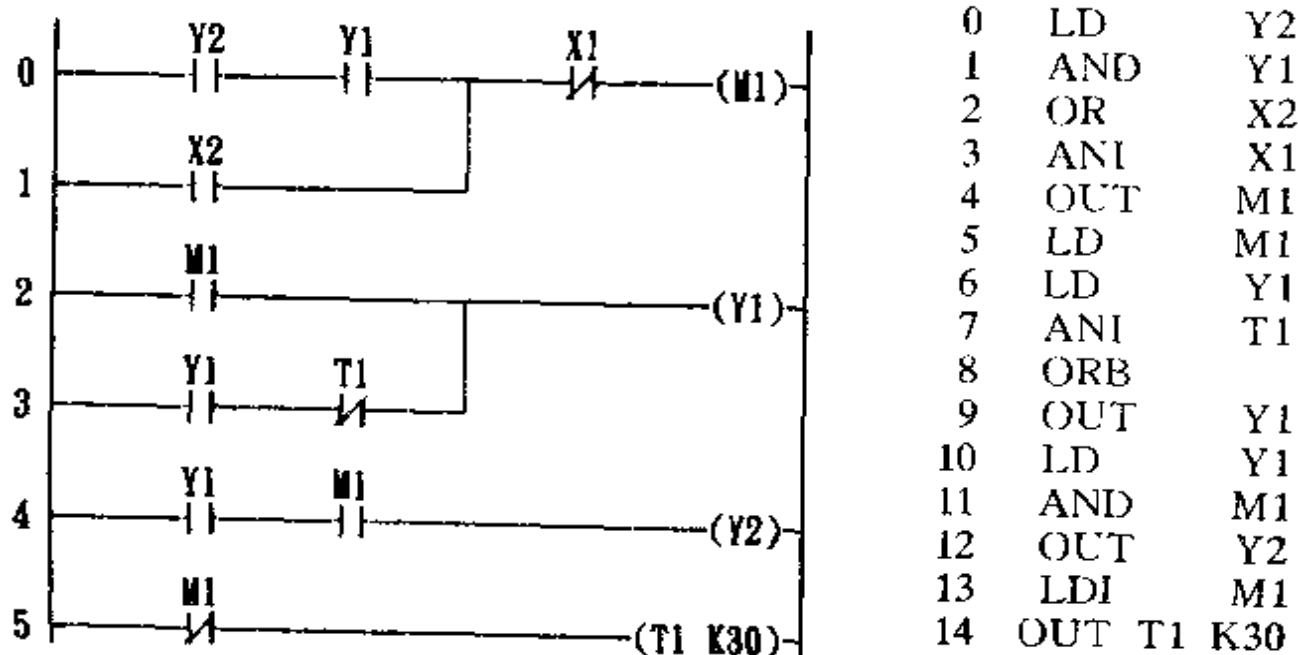 Y2 Y1 X1
0 (M1)
X2
1
M1
2 (Y1)
Y1 T1
3
Y1 M1
4 (Y2)
M1
5 (T1 K30)
0 LD Y2
1 AND Y1
2 OR X2
3 ANI X1
4 OUT M1
5 LD M1
6 LD Y1
7 ANI T1
8 ORB
9 OUT Y1
10 LD Y1
11 AND M1
12 OUT Y2
13 LDI M1
14 OUT T1 K30